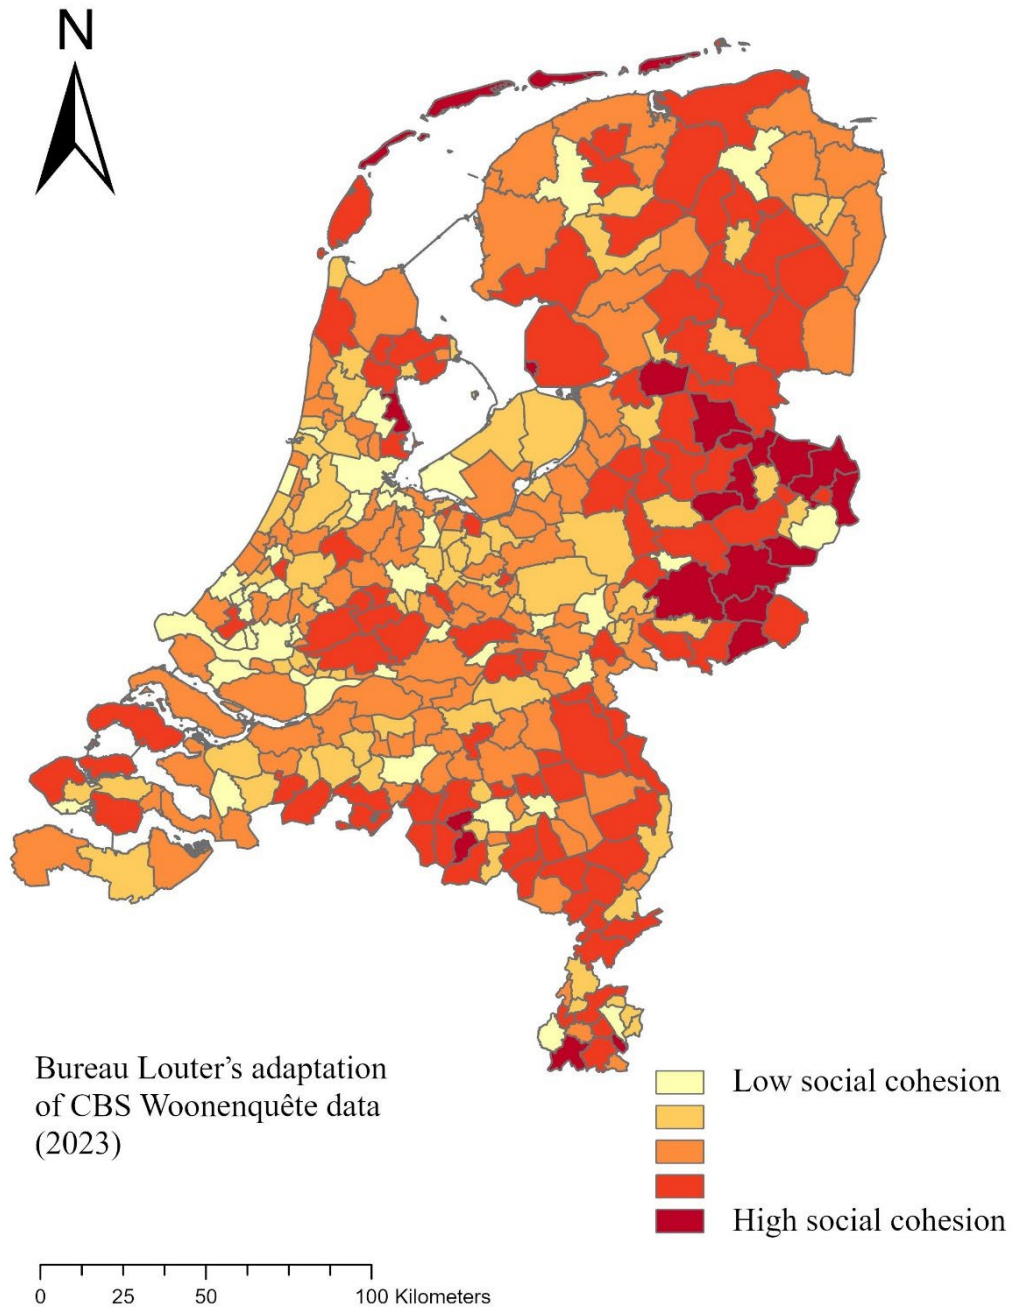 N
Bureau Louter’s adaptation
of CBS Woonenquête data
(2023)
Low social cohesion
High social cohesion
0 25 50 100 Kilometers